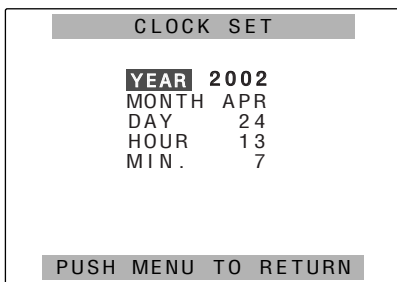 CLOCK SET
YEAR 2002
MONTH APR
DAY 24
HOUR 13
MIN. 7
PUSH MENU TO RETURN